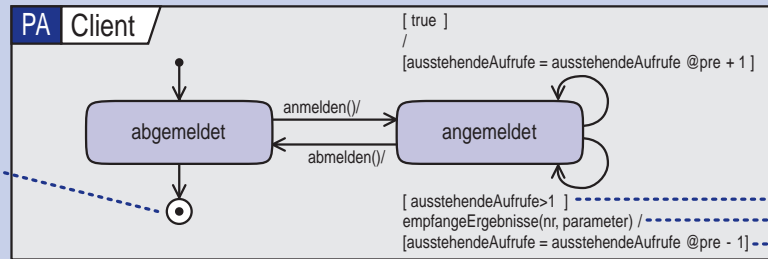 PA Client
[ true ]
/
[ausstehendeAufrufe = ausstehendeAufrufe @pre + 1 ]
anmelden()/
abgemeldet
angemeldet
abmelden()/
[ ausstehendeAufrufe>1 ]
empfangeErgebnisse(nr, parameter) /
[ausstehendeAufrufe = ausstehendeAufrufe @pre - 1]